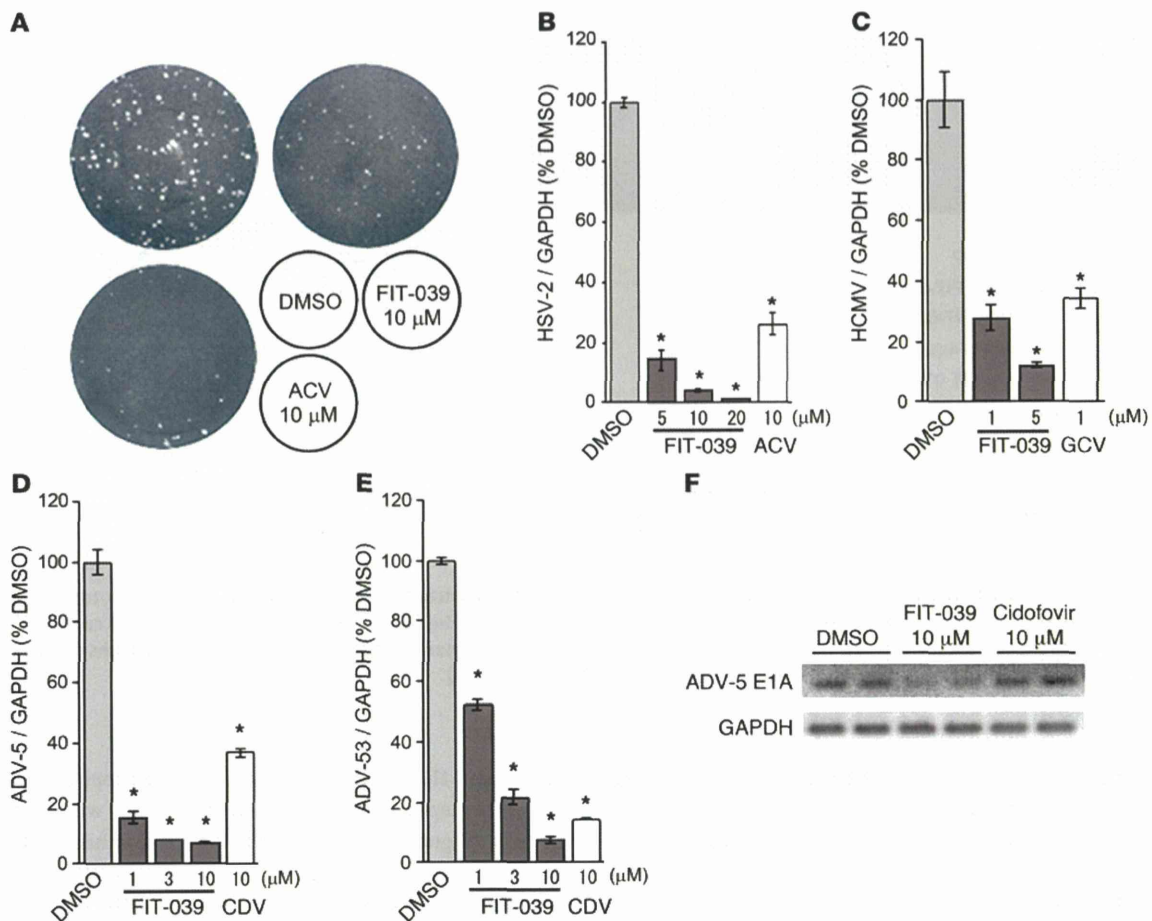 A
DMSO
FIT-039
10 μM
ACV
10 μM
B
HSV-2 / GAPDH (% DMSO)
120
100
80
60
40
20
0
* * * *
5 10 20 10 (μM)
DMSO FIT-039 ACV
C
HCMV / GAPDH (% DMSO)
120
100
80
60
40
20
0
* * *
1 5 1 (μM)
DMSO FIT-039 GCV
D
ADV-5 / GAPDH (% DMSO)
120
100
80
60
40
20
0
* * * *
1 3 10 10 (μM)
DMSO FIT-039 CDV
E
ADV-53 / GAPDH (% DMSO)
120
100
80
60
40
20
0
* * * *
1 3 10 10 (μM)
DMSO FIT-039 CDV
F
DMSO FIT-039 10 μM Cidofovir 10 μM
ADV-5 E1A
GAPDH